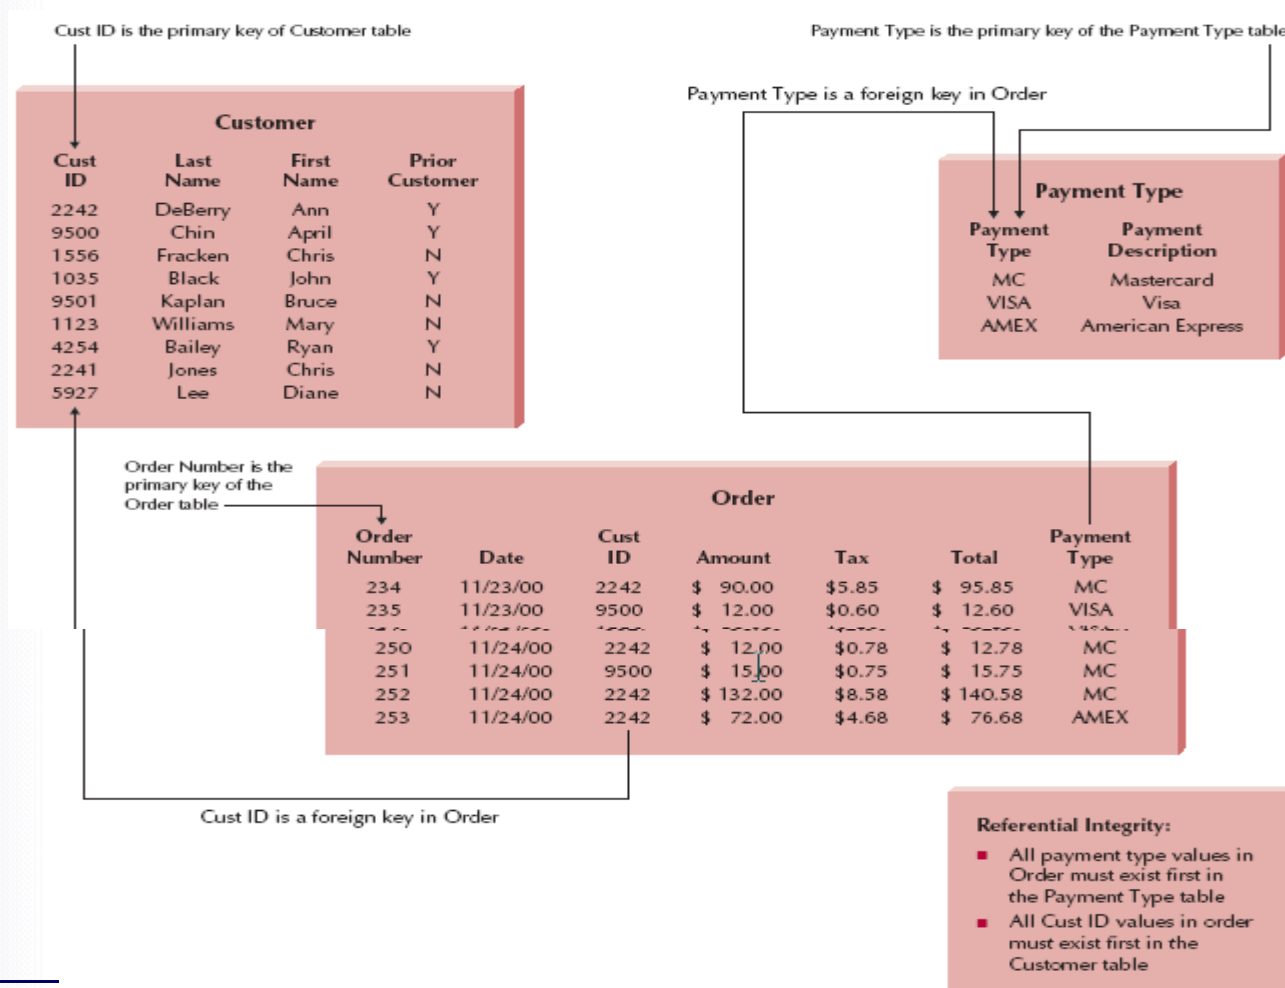 Cust ID is the primary key of Customer table
Payment Type is the primary key of the Payment Type table
Payment Type is a foreign key in Order
Customer
Cust ID Last Name First Name Prior Customer
2242 DeBerry Ann Y
9500 Chin April Y
1556 Fracken Chris N
1035 Black John Y
9501 Kaplan Bruce N
1123 Williams Mary N
4254 Bailey Ryan Y
2241 Jones Chris N
5927 Lee Diane N
Payment Type
Payment Type Payment Description
MC Mastercard
VISA Visa
AMEX American Express
Order Number is the
primary key of the
Order table
Order
Order Number Date Cust ID Amount Tax Total Payment Type
234 11/23/00 2242 $ 90.00 $5.85 $ 95.85 MC
235 11/23/00 9500 $ 12.00 $0.60 $ 12.60 VISA
250 11/24/00 2242 $ 12.00 $0.78 $ 12.78 MC
251 11/24/00 9500 $ 15.00 $0.75 $ 15.75 MC
252 11/24/00 2242 $ 132.00 $8.58 $ 140.58 MC
253 11/24/00 2242 $ 72.00 $4.68 $ 76.68 AMEX
Cust ID is a foreign key in Order
Referential Integrity:
All payment type values in
Order must exist first in
the Payment Type table
All Cust ID values in order
must exist first in the
Customer table